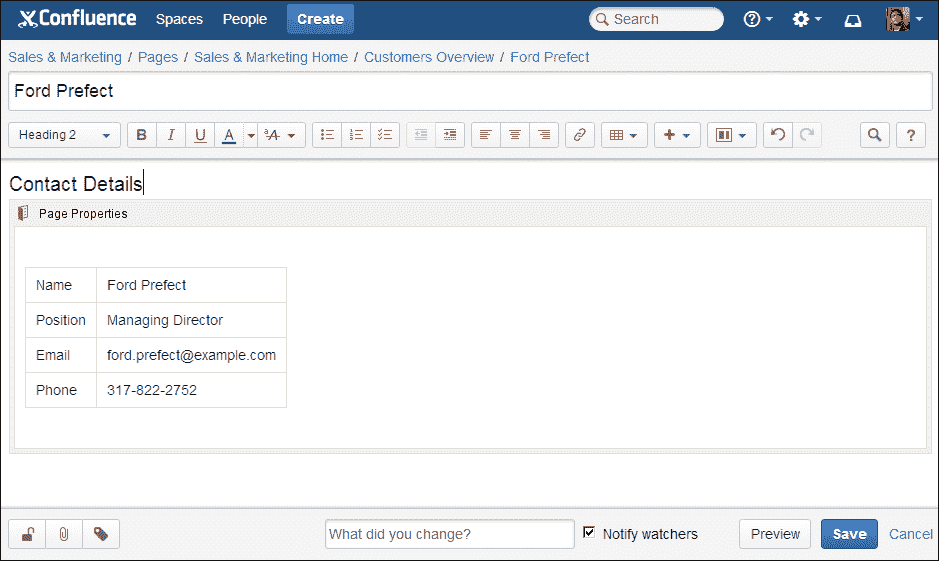 Confluence Spaces People Create Search
Sales & Marketing / Pages / Sales & Marketing Home / Customers Overview / Ford Prefect
Ford Prefect
Heading 2 B I U A aA ?
Contact Details
Page Properties
Name Ford Prefect
Position Managing Director
Email ford.prefect@example.com
Phone 317-822-2752
What did you change? Notify watchers Preview Save Cancel